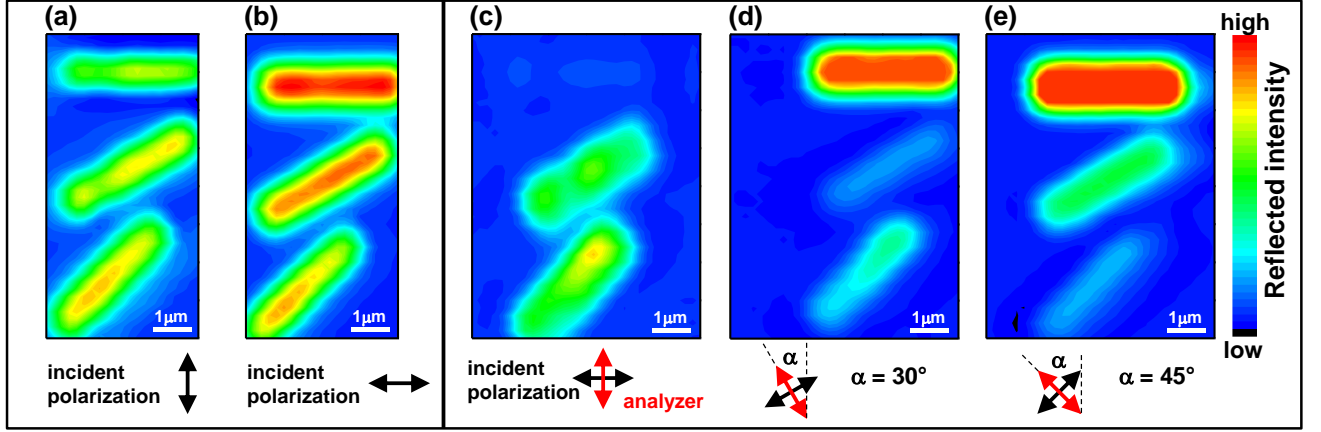 (a) (b) (c) (d) (e)
high
Reflected intensity
low
1μm 1μm 1μm 1μm 1μm
incident
polarization
incident
polarization
incident
polarization
analyzer
α
α = 30°
α
α = 45°